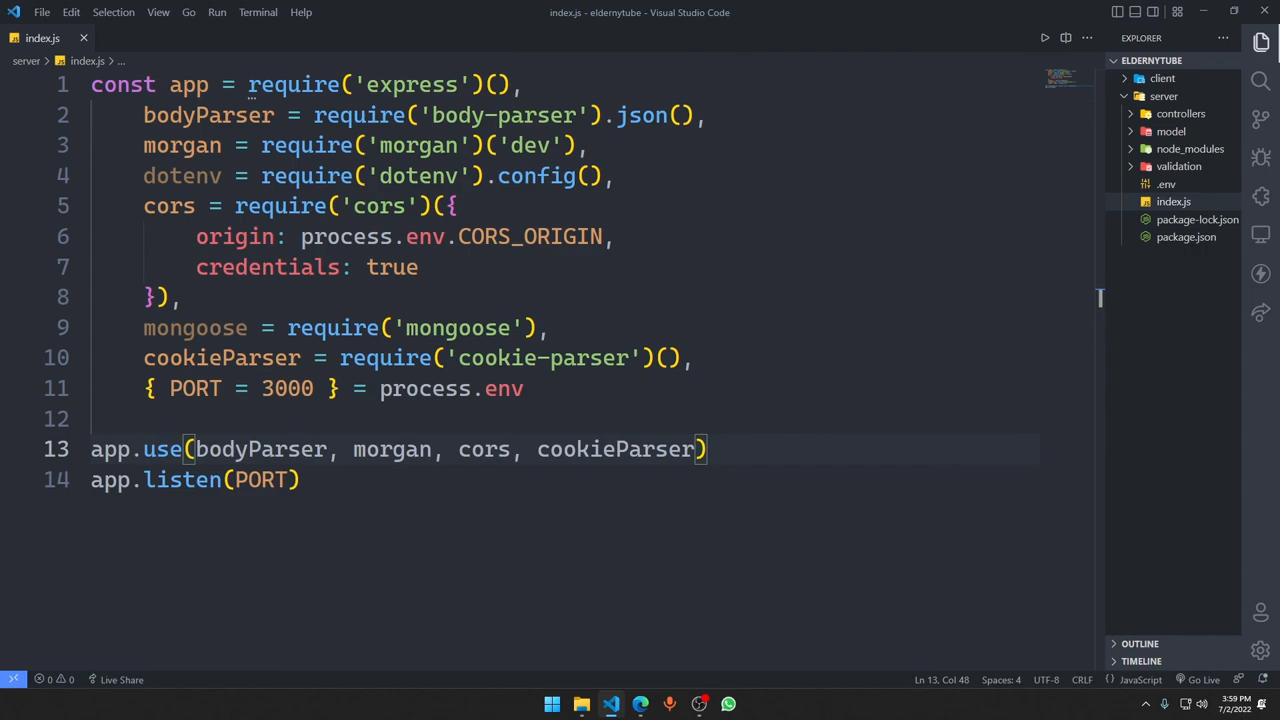 File Edit Selection View Go Run Terminal Help index.js - eldernytube - Visual Studio Code
index.js
server index.js ...
1 const app = require('express')(),
2 bodyParser = require('body-parser').json(),
3 morgan = require('morgan')('dev'),
4 dotenv = require('dotenv').config(),
5 cors = require('cors')({
6 origin: process.env.CORS_ORIGIN,
7 credentials: true
8 }),
9 mongoose = require('mongoose'),
10 cookieParser = require('cookie-parser')(),
11 { PORT = 3000 } = process.env
12
13 app.use(bodyParser, morgan, cors, cookieParser)
14 app.listen(PORT)
EXPLORER
ELDERNYTUBE
client
server
controllers
model
node_modules
validation
.env
JS index.js
package-lock.json
package.json
OUTLINE
TIMELINE
0 0 Live Share Ln 13, Col 48 Spaces: 4 UTF-8 CRLF {} JavaScript Go Live
3:59 PM
7/2/2022